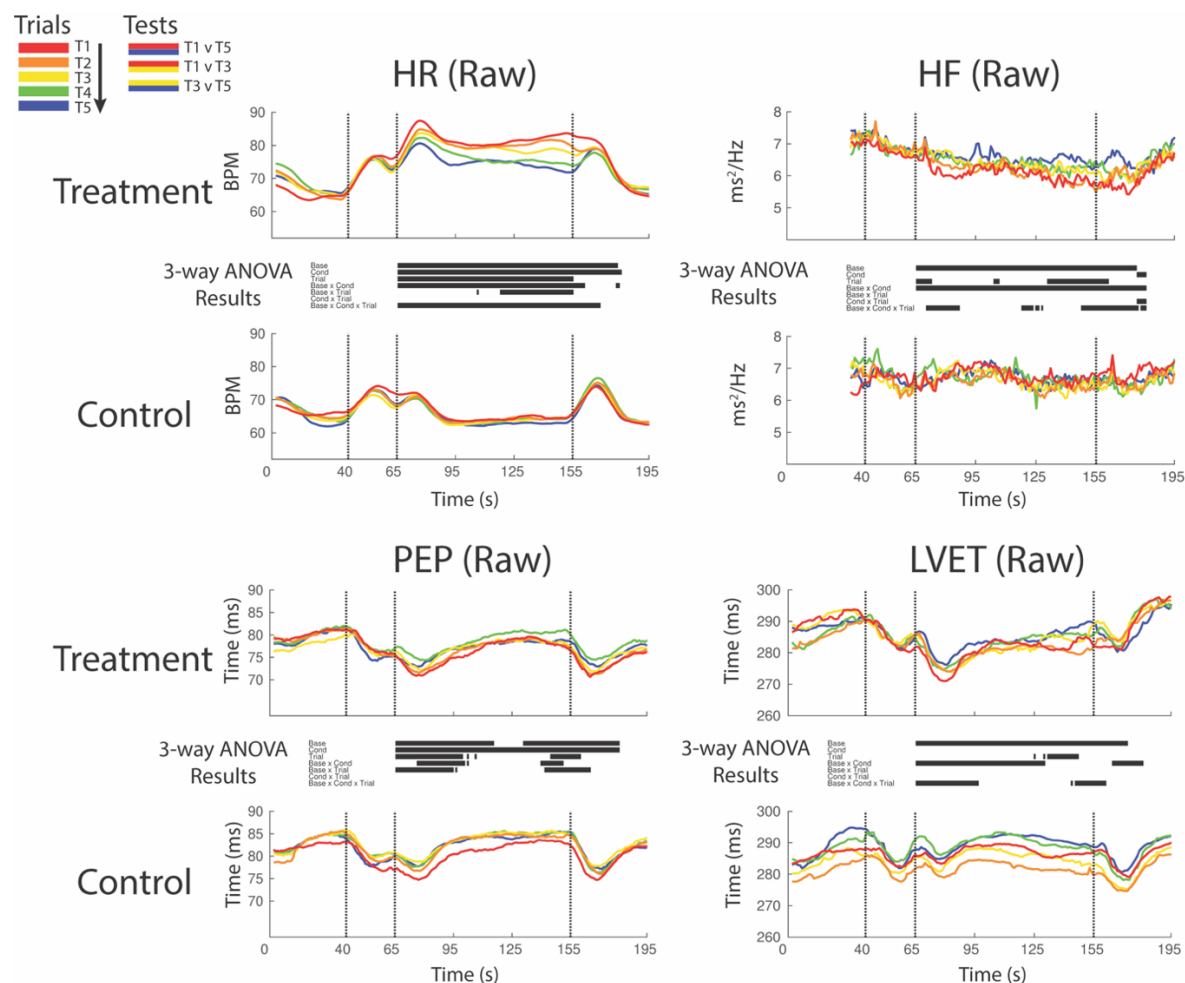 Trials
Tests
T1
T2
T3
T4
T5
T1 v T5
T1 v T3
T3 v T5
HR (Raw)
HF (Raw)
Treatment
BPM
90
80
70
60
ms²/Hz
8
7
6
5
3-way ANOVA
Results
Base
Cond
Trial
Base x Cond
Base x Trial
Cond x Trial
Base x Cond x Trial
3-way ANOVA
Results
Base
Cond
Trial
Base x Cond
Base x Trial
Cond x Trial
Base x Cond x Trial
Control
BPM
90
80
70
60
0 40 65 95 125 155 195
Time (s)
ms²/Hz
8
7
6
5
4
0 40 65 95 125 155 195
Time (s)
PEP (Raw)
LVET (Raw)
Treatment
Time (ms)
90
85
80
75
70
Time (ms)
300
290
280
270
260
3-way ANOVA
Results
Base
Cond
Trial
Base x Cond
Base x Trial
Cond x Trial
Base x Cond x Trial
3-way ANOVA
Results
Base
Cond
Trial
Base x Cond
Base x Trial
Cond x Trial
Base x Cond x Trial
Control
Time (ms)
90
85
80
75
70
0 40 65 95 125 155 195
Time (s)
Time (ms)
300
290
280
270
260
0 40 65 95 125 155 195
Time (s)